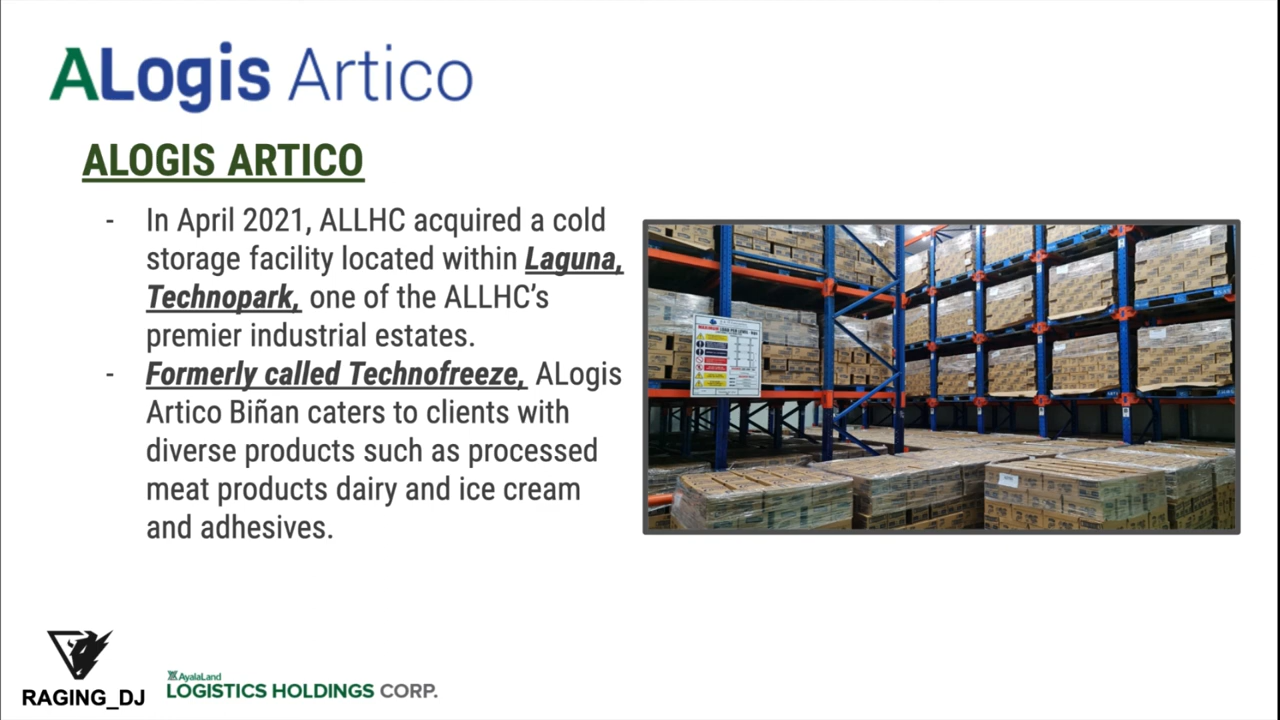 ALogis Artico
ALOGIS ARTICO
- In April 2021, ALLHC acquired a cold
storage facility located within Laguna,
Technopark, one of the ALLHC's
premier industrial estates.
- Formerly called Technofreeze, ALogis
Artico Biñan caters to clients with
diverse products such as processed
meat products dairy and ice cream
and adhesives.
RAGING_DJ
AyalaLand
LOGISTICS HOLDINGS CORP.